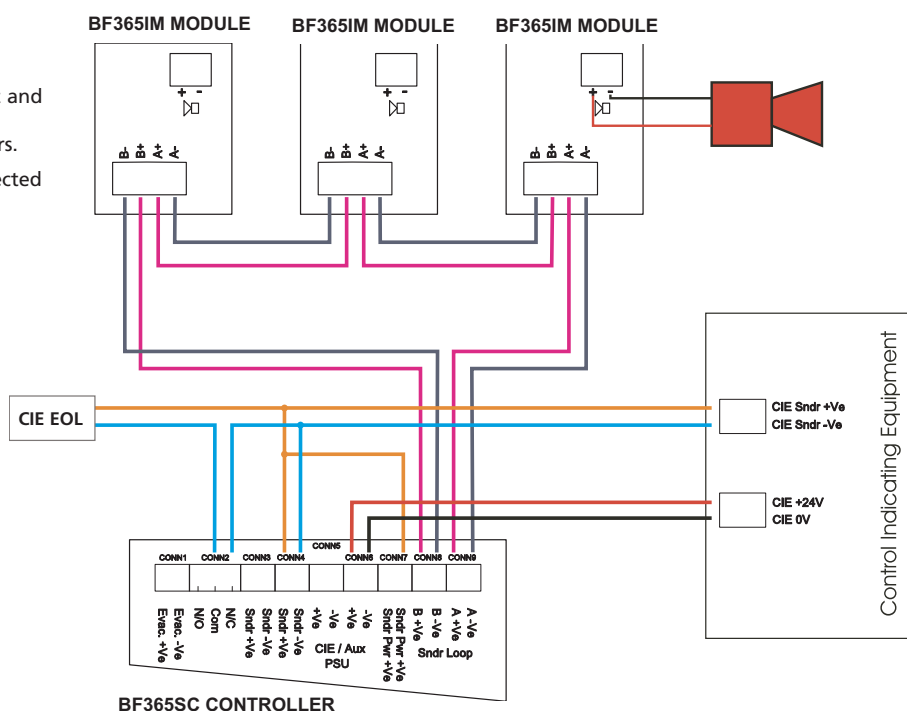 BF365IM MODULE BF365IM MODULE BF365IM MODULE
and
rs.
ected
+ -
+ -
+ -
B- B+ A+ A-
B- B+ A+ A-
B- B+ A+ A-
CIE EOL
CIE Sndr +Ve
CIE Sndr -Ve
CIE +24V
CIE 0V
Control Indicating Equipment
CONN1 CONN2 CONN3 CONN4 CONN5 CONN6 CONN7 CONN8 CONN9
Evac. +Ve
Evac. -Ve
N/O
Com
N/C
Sndr +Ve
Sndr -Ve
Sndr +Ve
Sndr -Ve
+Ve
-Ve
+Ve
-Ve
CIE / Aux
PSU
Sndr Pwr +Ve
Sndr Pwr +Ve
B +Ve
B -Ve
A +Ve
A -Ve
Sndr Loop
BF365SC CONTROLLER